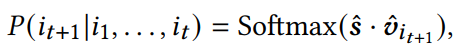 P(i_{t+1}|i_1, . . . , i_t) = Softmax(ŝ · v̂_{i_{t+1}}),